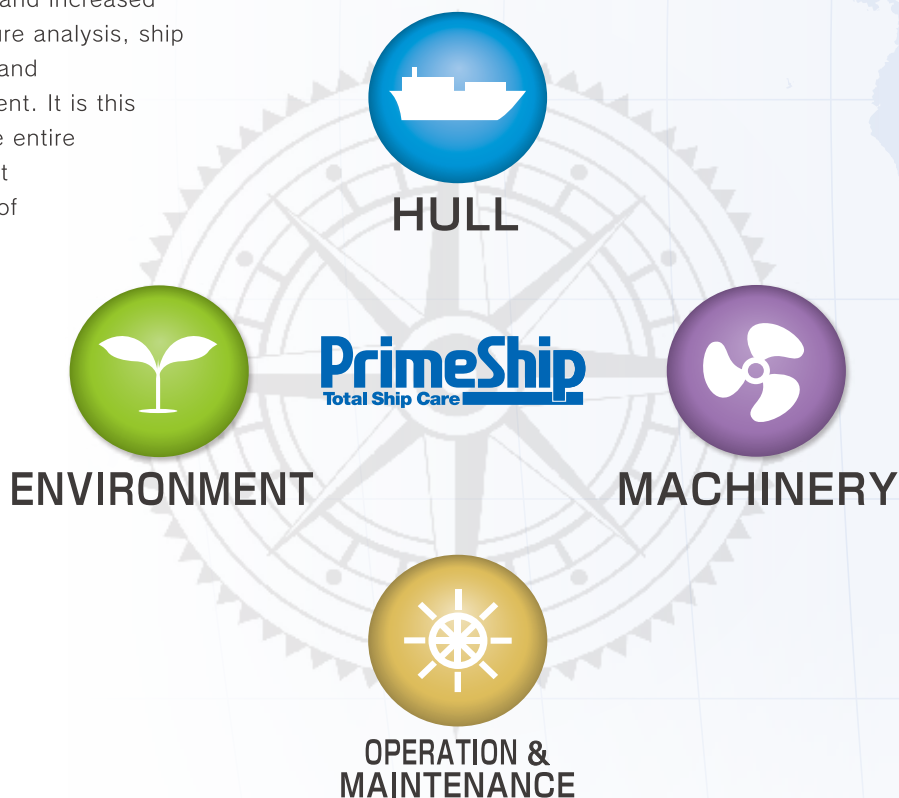 and increased
ure analysis, ship
and
ent. It is this
e entire
t
of
HULL
PrimeShip
Total Ship Care
ENVIRONMENT
MACHINERY
OPERATION &
MAINTENANCE